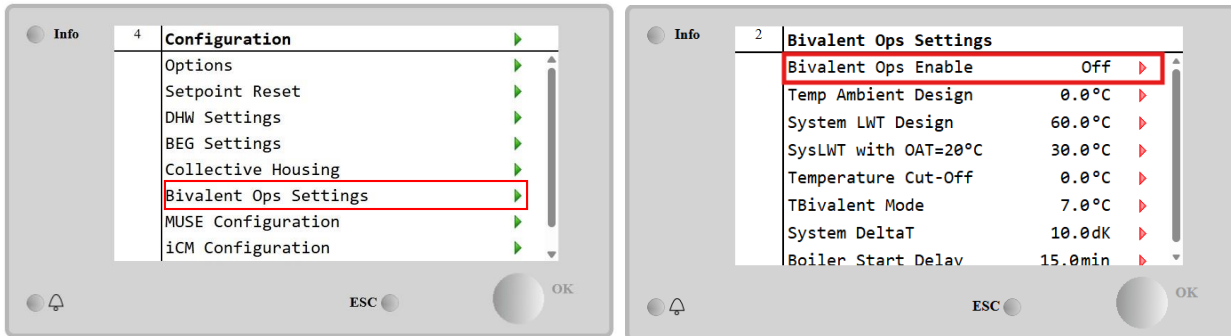 Info
4 Configuration
Options
Setpoint Reset
DHW Settings
BEG Settings
Collective Housing
Bivalent Ops Settings
MUSE Configuration
iCM Configuration
ESC
OK
Info
2 Bivalent Ops Settings
Bivalent Ops Enable Off
Temp Ambient Design 0.0°C
System LWT Design 60.0°C
SysLWT with OAT=20°C 30.0°C
Temperature Cut-Off 0.0°C
TBivalent Mode 7.0°C
System DeltaT 10.0dK
Boiler Start Delay 15.0min
ESC
OK